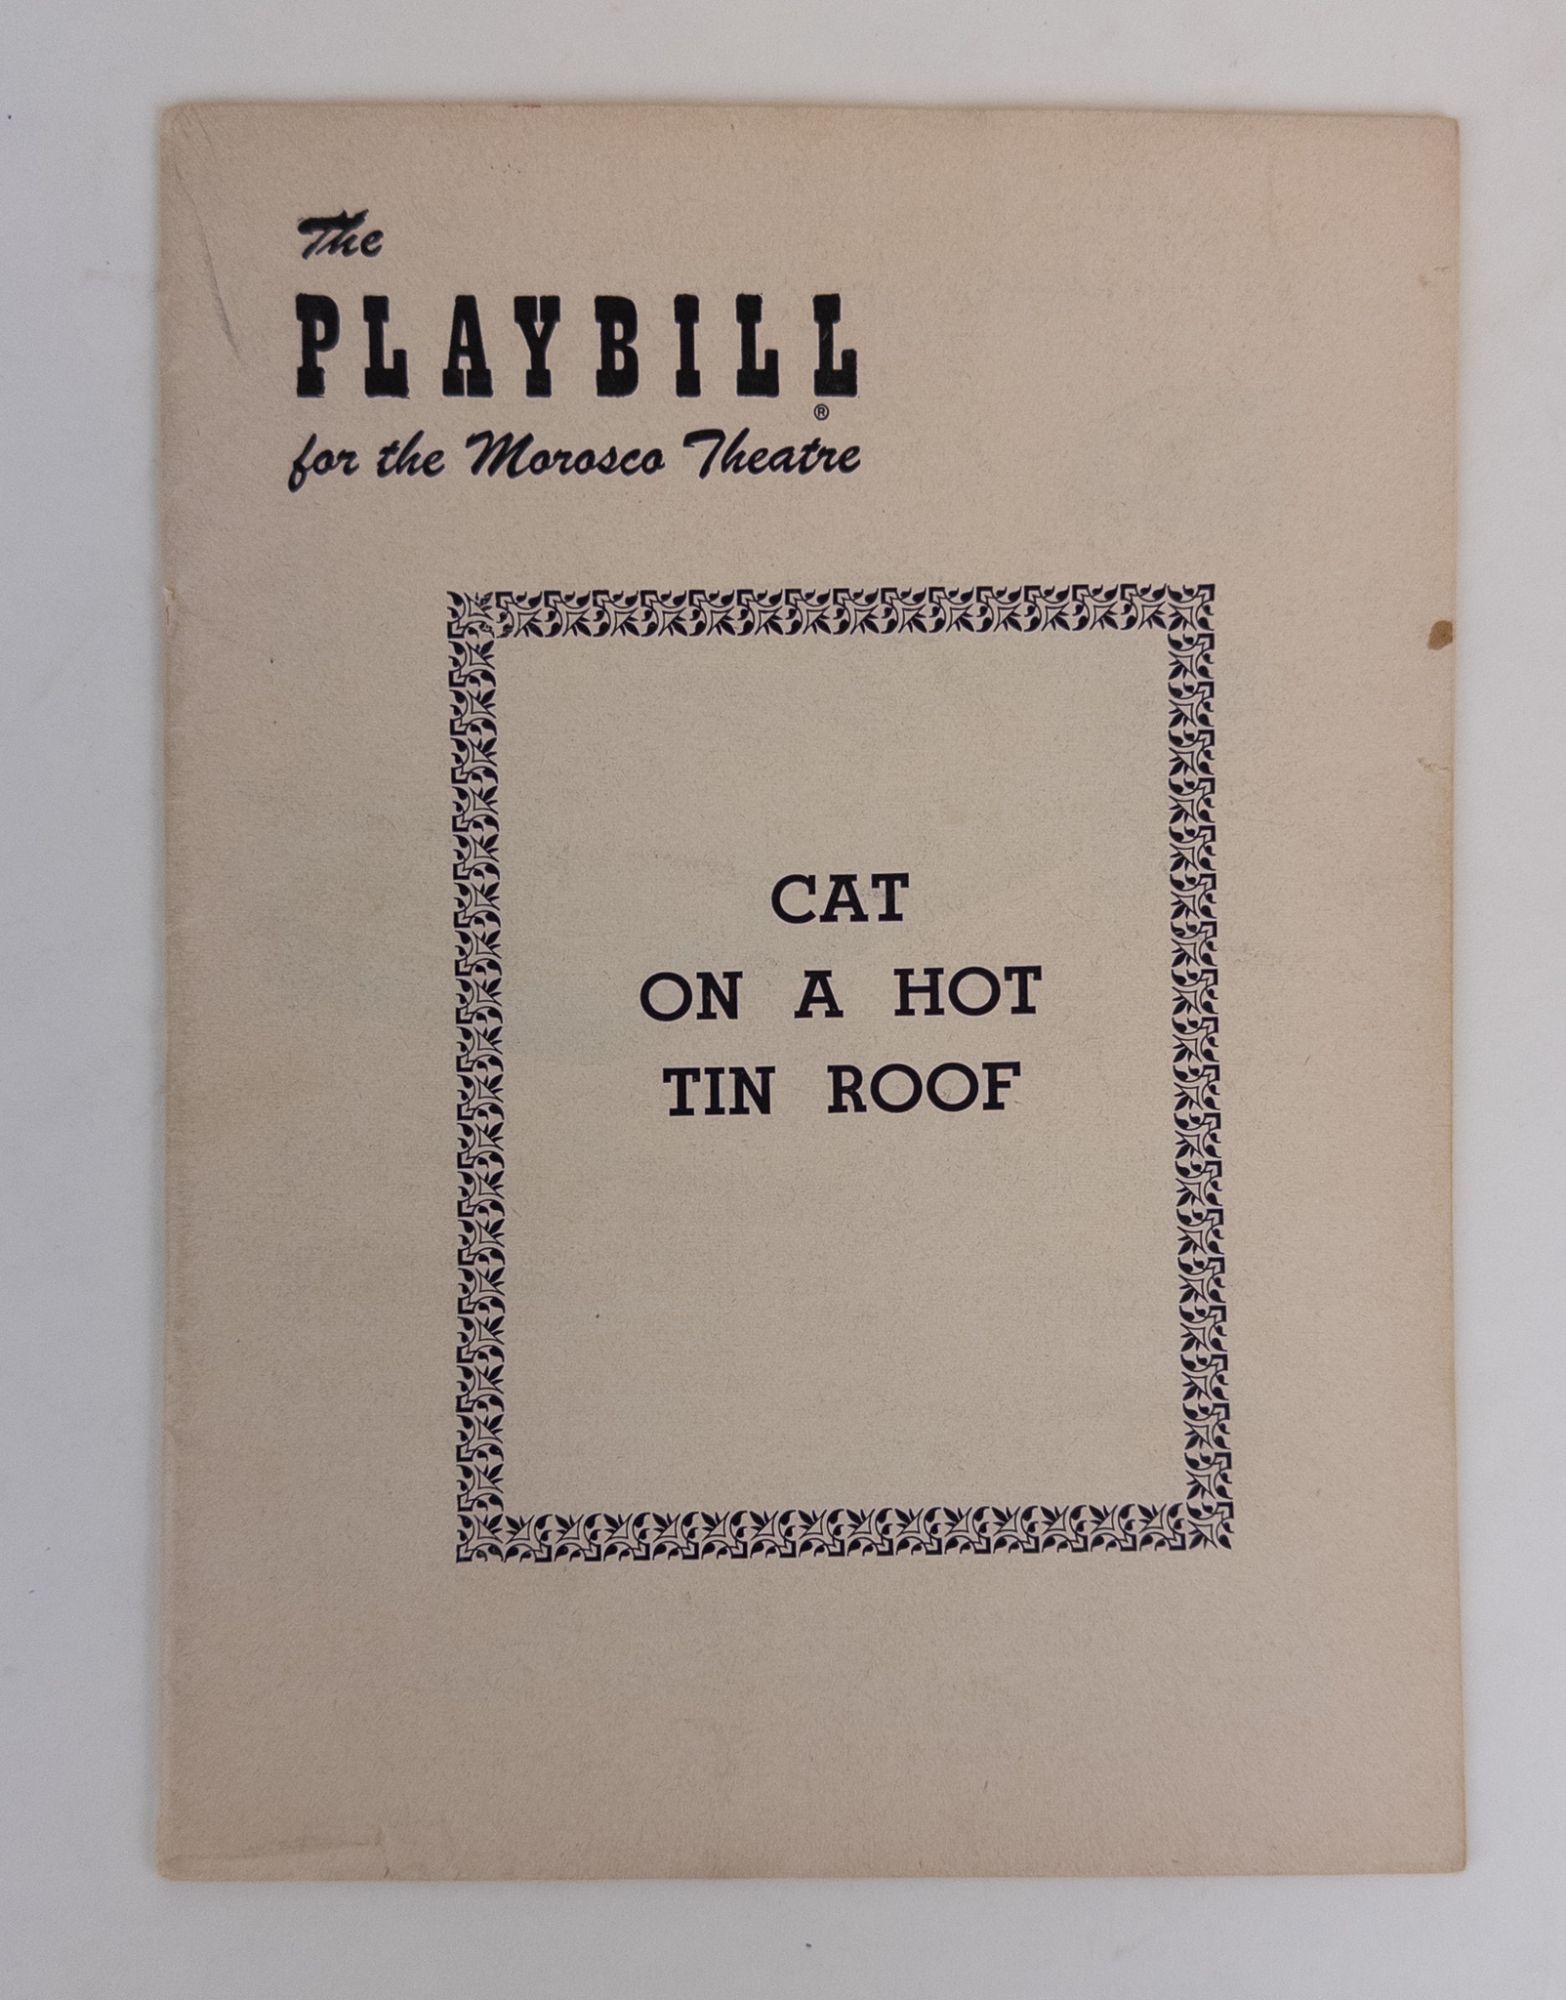 The
PLAYBILL
®
for the Morosco Theatre
CAT
ON A HOT
TIN ROOF